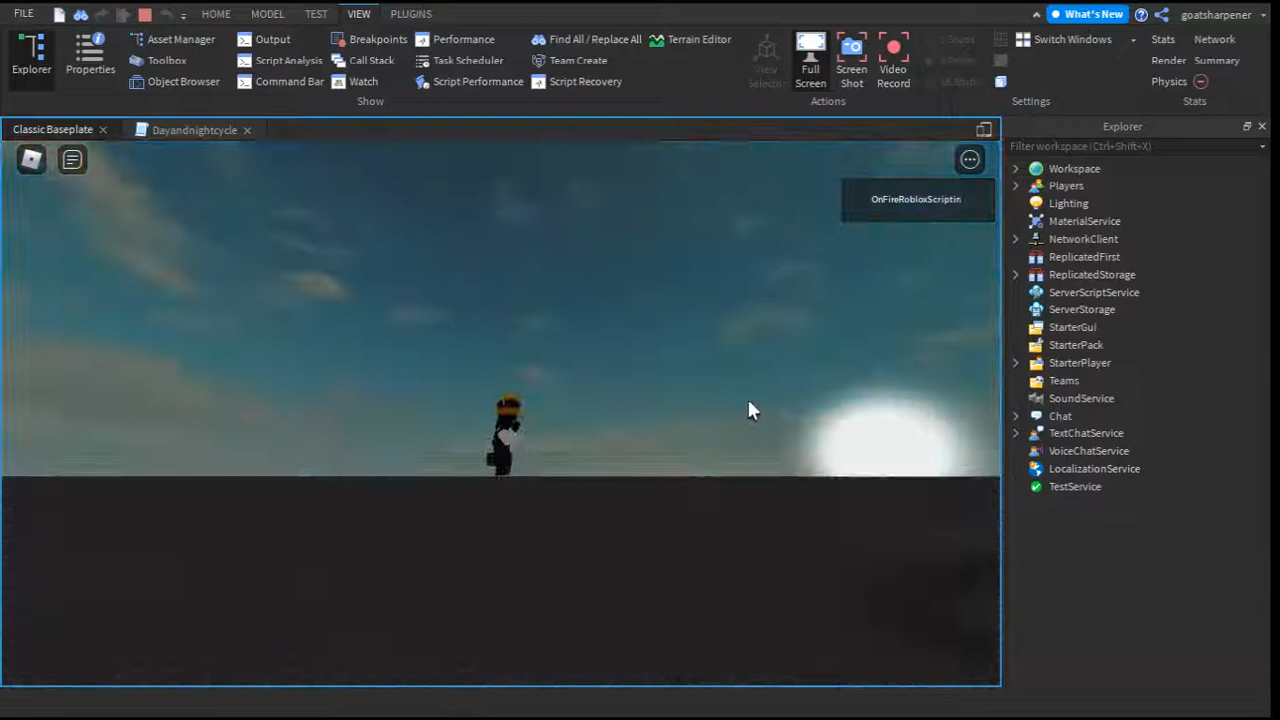 FILE HOME MODEL TEST VIEW PLUGINS What's New goatsharpener
Explorer
Properties
Asset Manager
Toolbox
Object Browser
Output
Script Analysis
Command Bar
Breakpoints
Call Stack
Watch
Performance
Task Scheduler
Script Performance
Find All / Replace All
Team Create
Script Recovery
Terrain Editor
Show
View
Selector
Full
Screen
Screen
Shot
Video
Record
Actions
Switch Windows
Settings
Stats Network
Render Summary
Physics
Stats
Classic Baseplate
Dayandnightcycle
OnFireRobloxScriptin
Explorer
Filter workspace (Ctrl+Shift+X)
Workspace
Players
Lighting
MaterialService
NetworkClient
ReplicatedFirst
ReplicatedStorage
ServerScriptService
ServerStorage
StarterGui
StarterPack
StarterPlayer
Teams
SoundService
Chat
TextChatService
VoiceChatService
LocalizationService
TestService